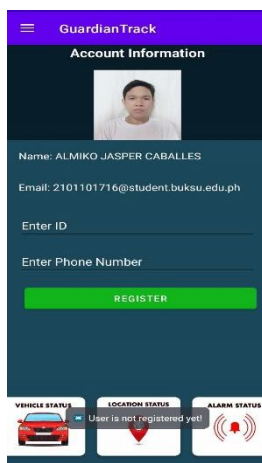 GuardianTrack
Account Information
Name: ALMIKO JASPER CABALLES
Email: 2101101716@student.buksu.edu.ph
Enter ID
Enter Phone Number
REGISTER
VEHICLE STATUS
LOCATION STATUS
ALARM STATUS
User is not registered yet!